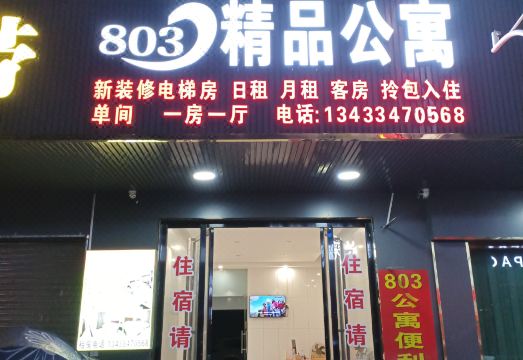 803 精品公寓
新装修电梯房 日租 月租 客房 拎包入住
单间 一房一厅 电话:13433470568
住宿请
住宿请
803公寓便利